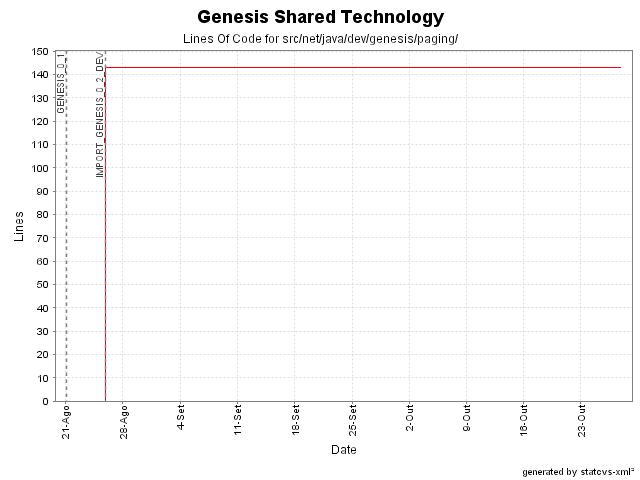 Genesis Shared Technology
Lines Of Code for src/net/java/dev/genesis/paging/
150
140
130
120
110
100
90
80
70
60
50
40
30
20
10
0
Lines
GENESIS_0_1
IMPORT_GENESIS_0_2_DEV
21-Ago
28-Ago
4-Set
11-Set
18-Set
25-Set
2-Out
9-Out
16-Out
23-Out
Date
generated by statcvs-xml²